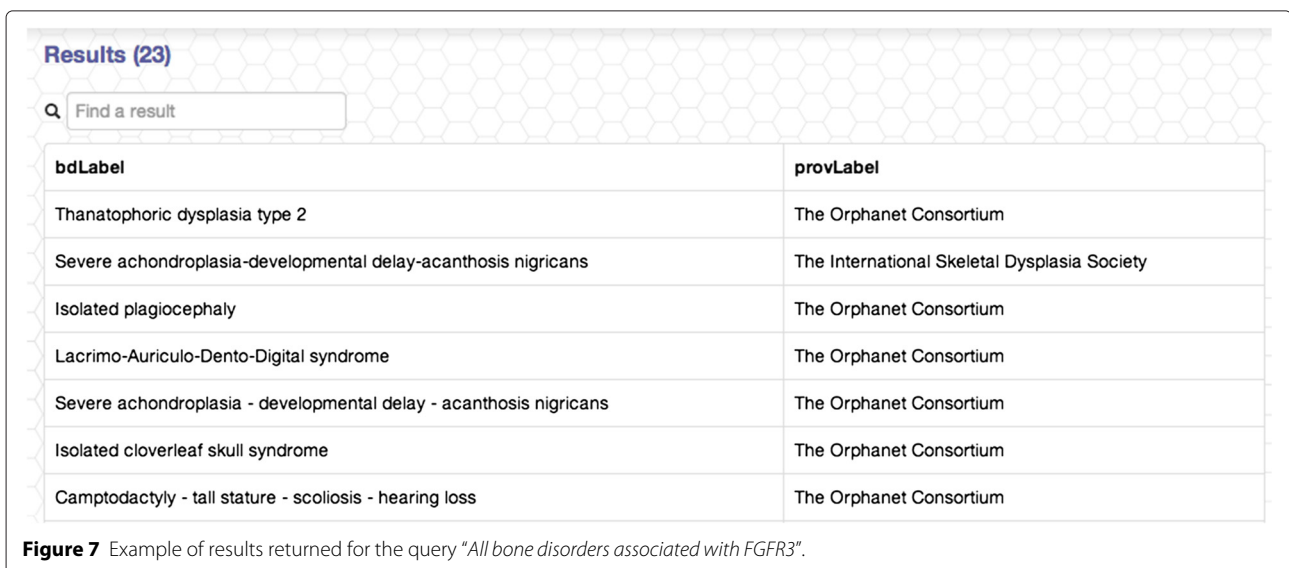 Results (23)
Find a result
bdLabel provLabel
Thanatophoric dysplasia type 2 The Orphanet Consortium
Severe achondroplasia-developmental delay-acanthosis nigricans The International Skeletal Dysplasia Society
Isolated plagiocephaly The Orphanet Consortium
Lacrimo-Auriculo-Dento-Digital syndrome The Orphanet Consortium
Severe achondroplasia - developmental delay - acanthosis nigricans The Orphanet Consortium
Isolated cloverleaf skull syndrome The Orphanet Consortium
Camptodactyly - tall stature - scoliosis - hearing loss The Orphanet Consortium
Figure 7 Example of results returned for the query “All bone disorders associated with FGFR3”.